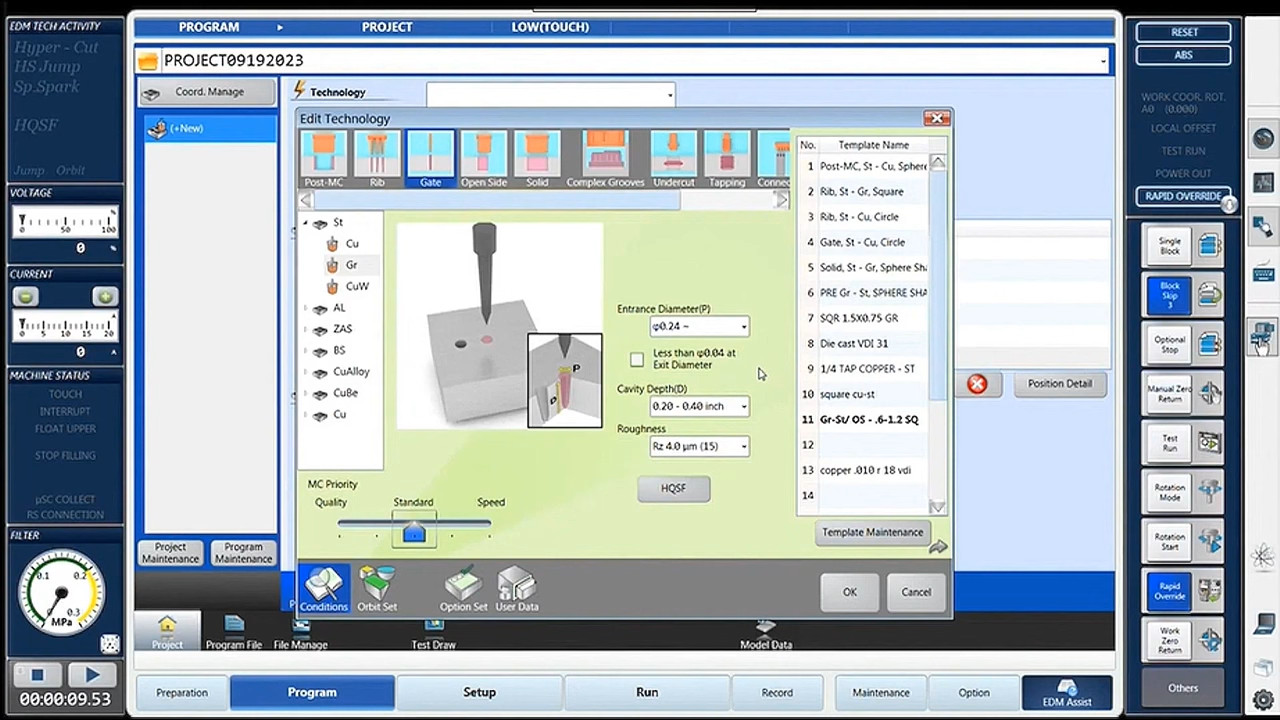 EDM TECH ACTIVITY
Hyper - Cut
HS Jump
Sp.Spark
HQSF
Jump Orbit
VOLTAGE
V
0 50 100
0 %
CURRENT
V
0 5 10 15 20
0 A
MACHINE STATUS
TOUCH
INTERRUPT
FLOAT UPPER
STOP FILLING
µSC COLLECT
RS CONNECTION
FILTER
0.1 0.2
0.3
MPa
00:00:09.53
PROGRAM PROJECT LOW(TOUCH)
PROJECT09192023
Coord. Manage
(+New)
Project Maintenance
Program Maintenance
Technology
Edit Technology
Post-MC Rib Gate Open Side Solid Complex Grooves Undercut Tapping Connec
St
Cu
Gr
CuW
AL
ZAS
BS
CuAlloy
CuBe
Cu
P
D
Entrance Diameter(P)
φ0.24 ~
Less than φ0.04 at
Exit Diameter
Cavity Depth(D)
0.20 - 0.40 inch
Roughness
Rz 4.0 µm (15)
HQSF
MC Priority
Quality Standard Speed
No. Template Name
1 Post-MC, St - Cu, Sphere
2 Rib, St - Gr, Square
3 Rib, St - Cu, Circle
4 Gate, St - Cu, Circle
5 Solid, St - Gr, Sphere Sha
6 PRE Gr - St, SPHERE SHA
7 SQR 1.5X0.75 GR
8 Die cast VDI 31
9 1/4 TAP COPPER - ST
10 square cu-st
11 Gr-St/ OS - .6-1.2 SQ
12
13 copper .010 r 18 vdi
14
Template Maintenance
Conditions Orbit Set Option Set User Data
OK Cancel
Position Detail
Project Program File File Manage Test Draw Model Data
Preparation Program Setup Run Record Maintenance Option EDM Assist
RESET
ABS
WORK COOR. ROT.
A0 (0.000)
LOCAL OFFSET
TEST RUN
POWER OUT
RAPID OVERRIDE
Single Block
Block Skip 3
Optional Stop
Manual Zero Return
Test Run
Rotation Mode
Rotation Start
Rapid Override
Work Zero Return
Others